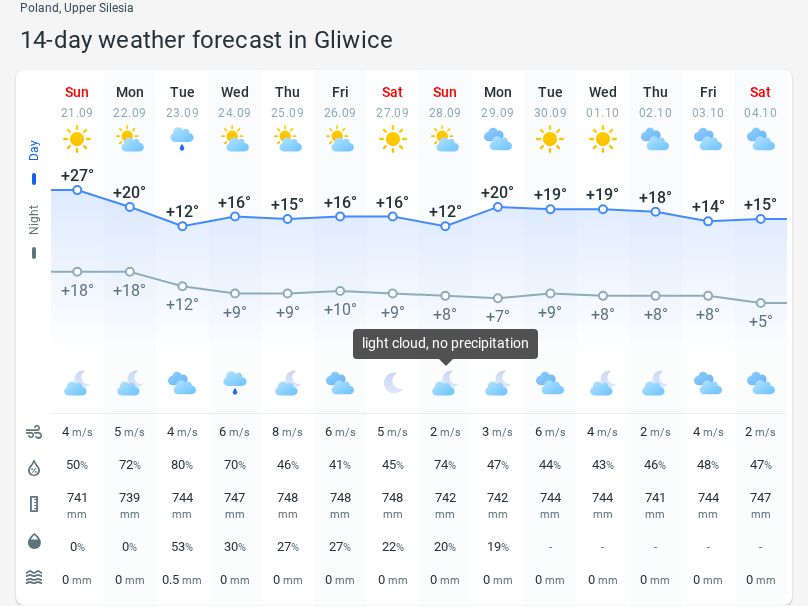 Poland, Upper Silesia
14-day weather forecast in Gliwice
Sun Mon Tue Wed Thu Fri Sat Sun Mon Tue Wed Thu Fri Sat
21.09 22.09 23.09 24.09 25.09 26.09 27.09 28.09 29.09 30.09 01.10 02.10 03.10 04.10
Day
+27° +20° +12° +16° +15° +16° +16° +12° +20° +19° +19° +18° +14° +15°
Night
+18° +18° +12° +9° +9° +10° +9° +8° +7° +9° +8° +8° +8° +5°
light cloud, no precipitation
4 m/s 5 m/s 4 m/s 6 m/s 8 m/s 6 m/s 5 m/s 2 m/s 3 m/s 6 m/s 4 m/s 2 m/s 4 m/s 2 m/s
50% 72% 80% 70% 46% 41% 45% 74% 47% 44% 43% 46% 48% 47%
741 739 744 747 748 748 748 742 742 744 744 741 744 747
mm mm mm mm mm mm mm mm mm mm mm mm mm mm
0% 0% 53% 30% 27% 27% 22% 20% 19% - - - - -
0 mm 0 mm 0.5 mm 0 mm 0 mm 0 mm 0 mm 0 mm 0 mm 0 mm 0 mm 0 mm 0 mm 0 mm